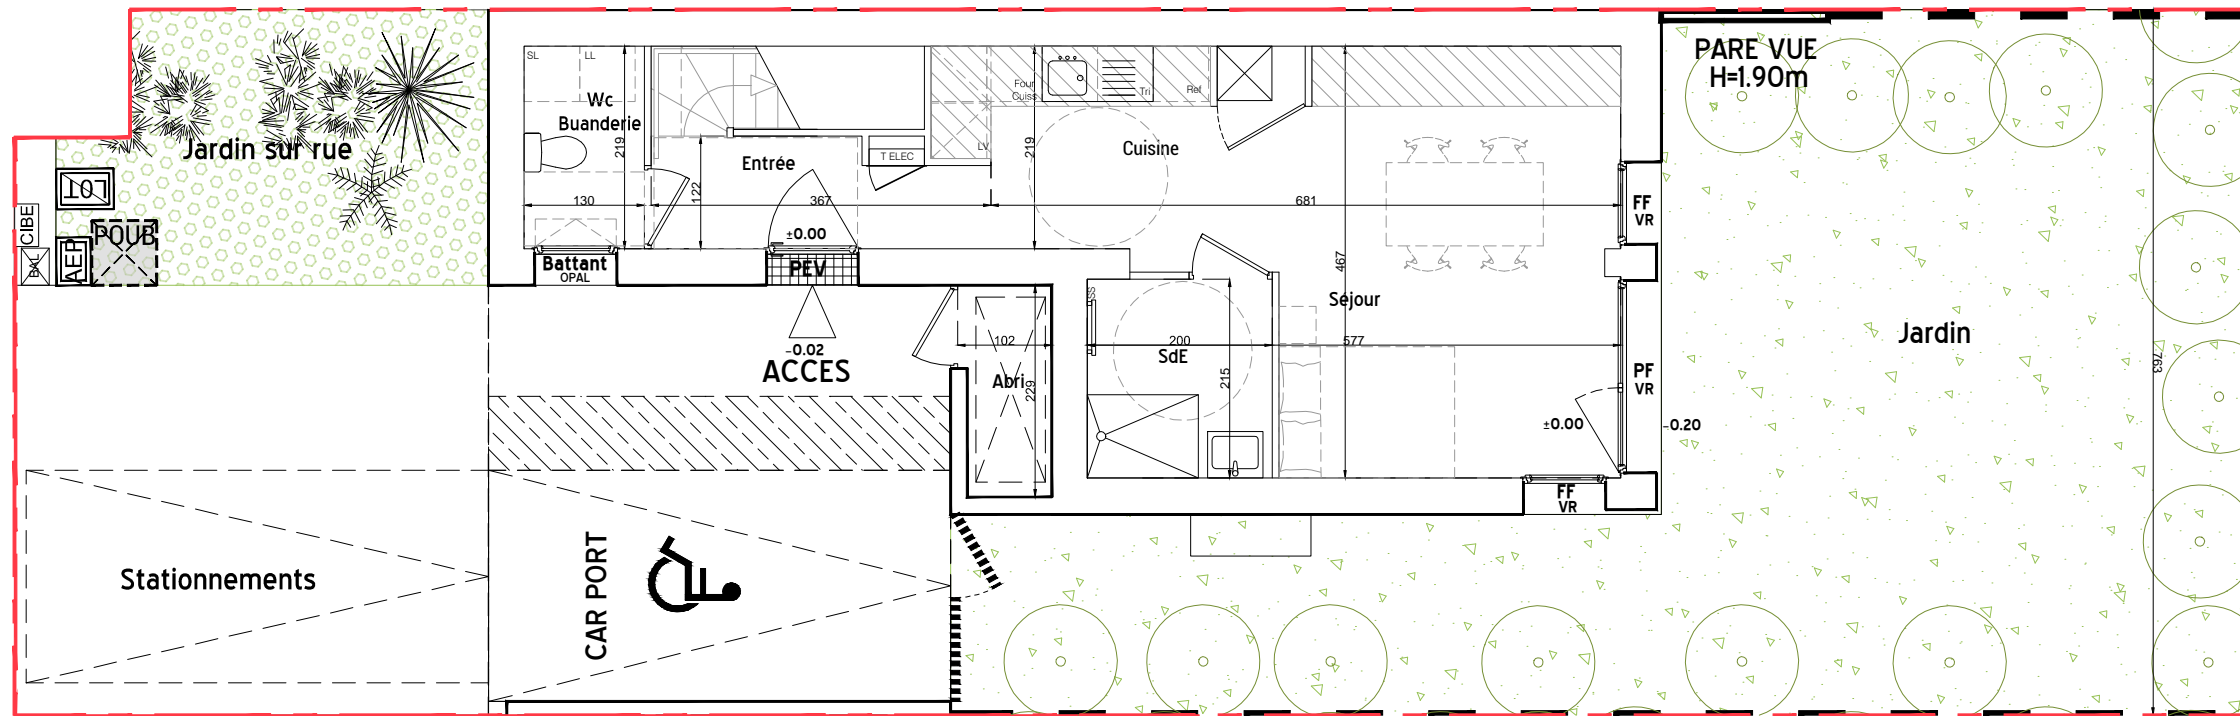 PARE VUE
H=1.90m
SL
LL
Wc
Buanderie
219
Jardin sur rue
LOT
CIBE
BAL
AEP
POUB
Entrée
122
T ELEC
130
367
±0.00
Battant
OPAL
PEV
-0.02
ACCES
Four
Cuiss
LV
219
Tri
Ref
Cuisine
681
467
FF
VR
Séjour
SS
102
Abri
229
200
SdE
215
577
PF
VR
±0.00
-0.20
FF
VR
Jardin
763
Stationnements
CAR PORT